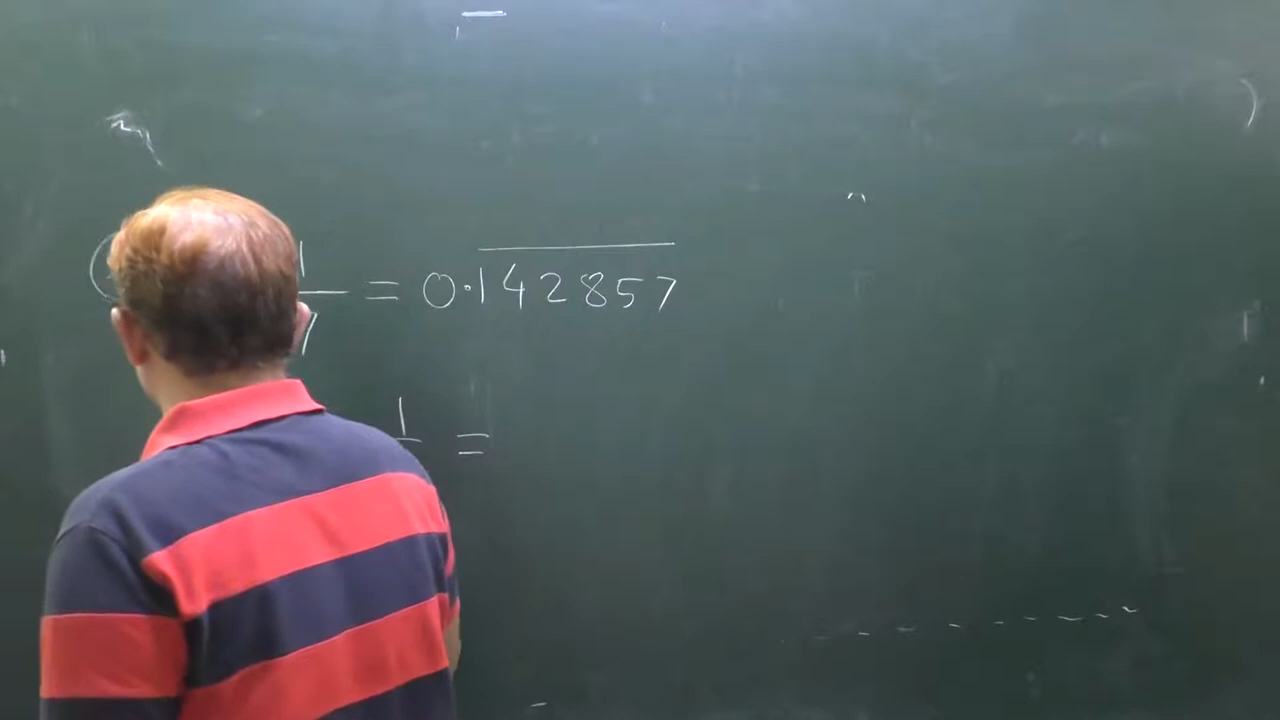 1/7 = 0.142857
1 =